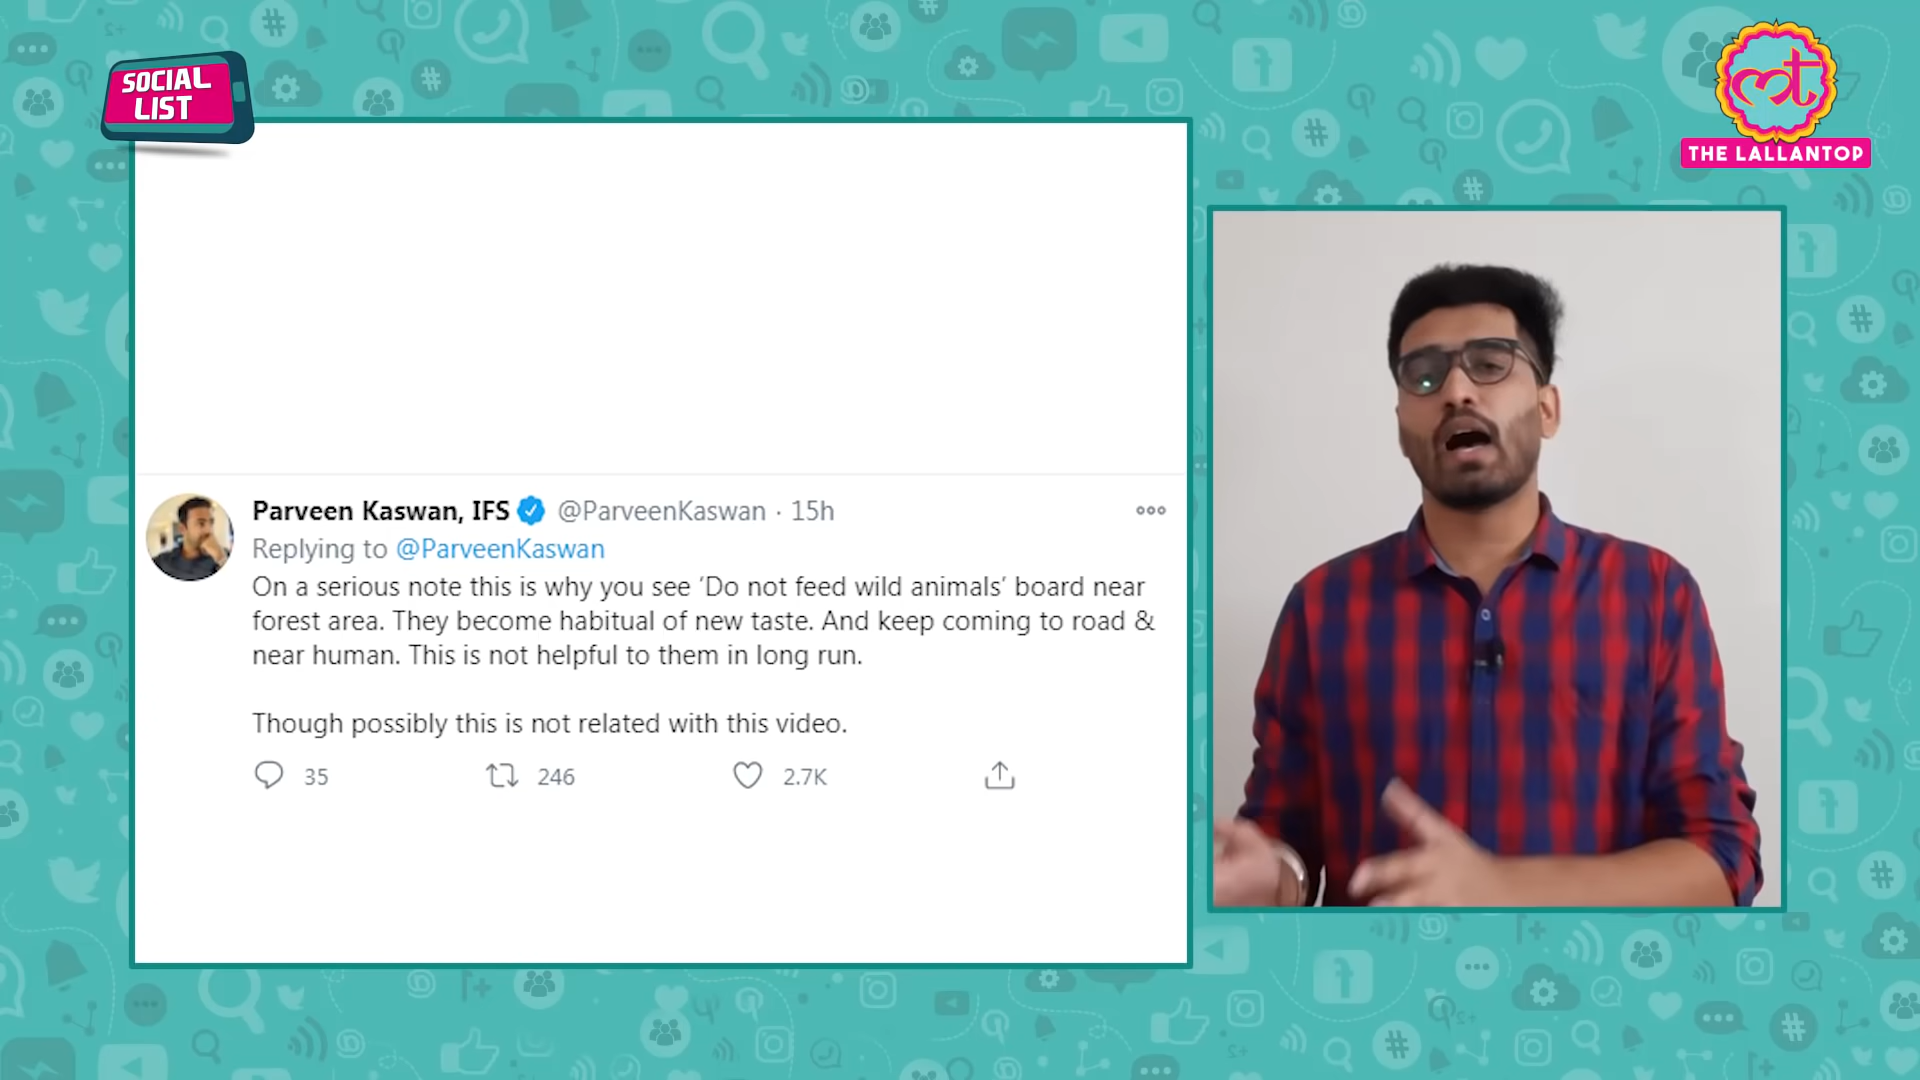 SOCIAL
LIST
THE LALLANTOP
Parveen Kaswan, IFS @ParveenKaswan · 15h
Replying to @ParveenKaswan
On a serious note this is why you see ‘Do not feed wild animals’ board near
forest area. They become habitual of new taste. And keep coming to road &
near human. This is not helpful to them in long run.
Though possibly this is not related with this video.
35 246 2.7K